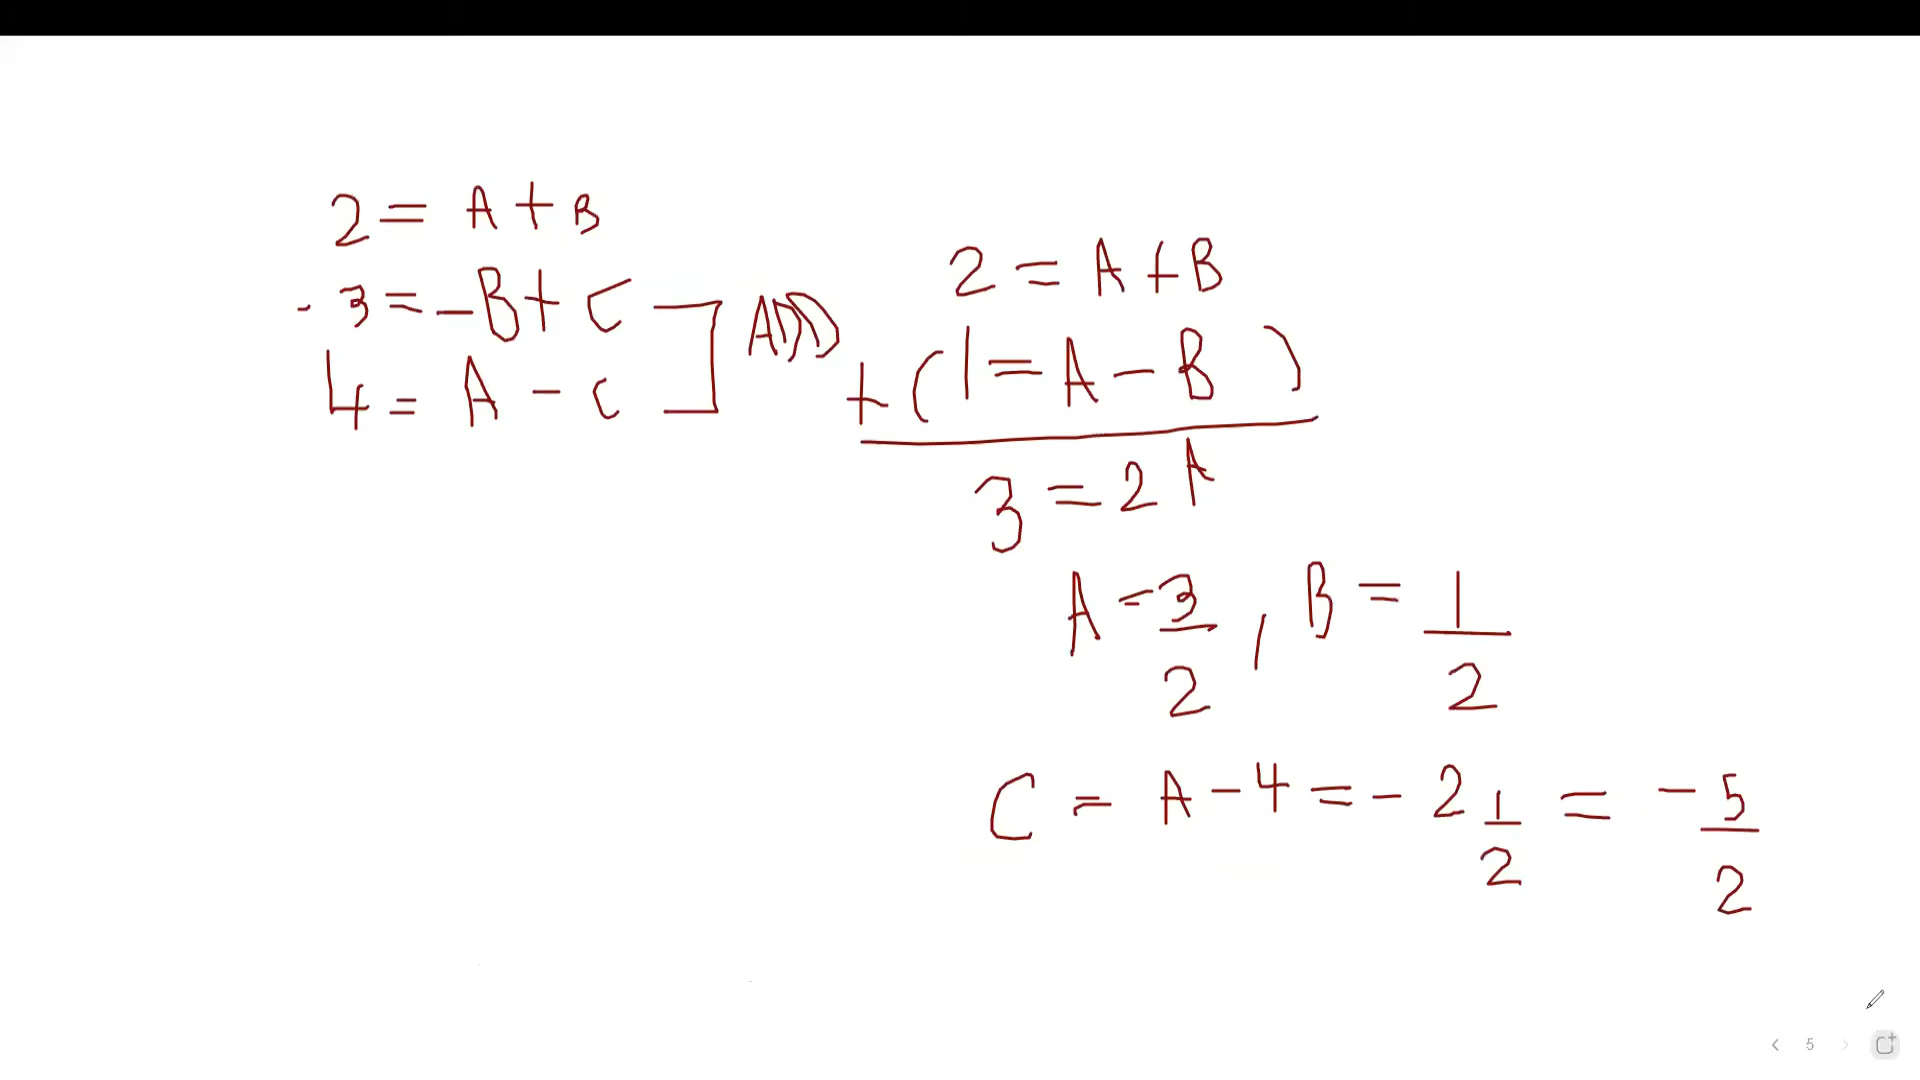 2 = A + B
- 3 = -B + C
4 = A - C
ADD
2 = A + B
+ ( 1 = A - B )
3 = 2A
A = 3/2 , B = 1/2
C = A - 4 = - 2 1/2 = - 5/2
5